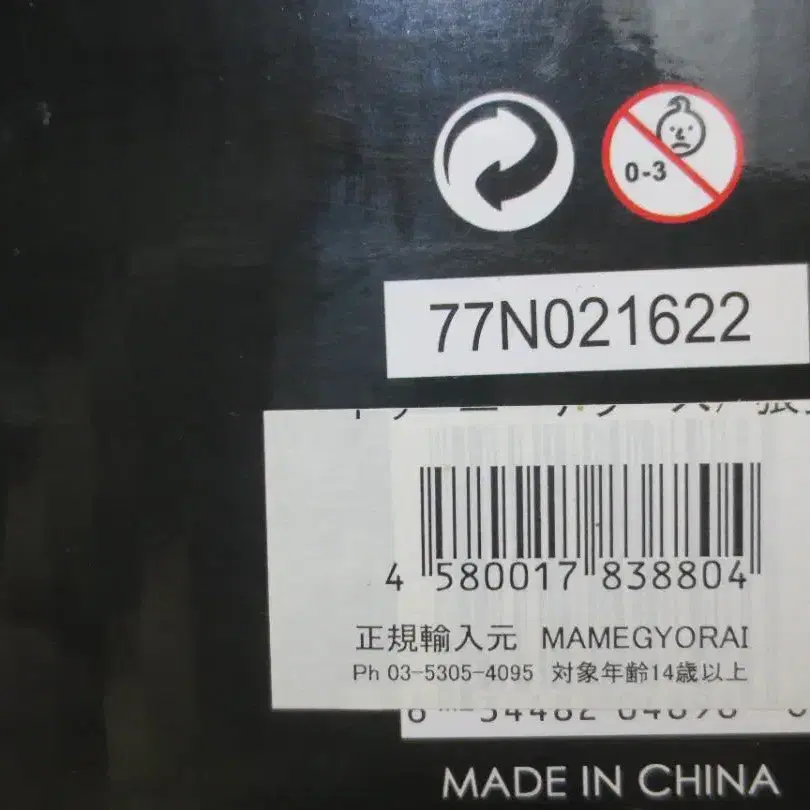 0-3
77N021622
4 580017 838804
正規輸入元 MAMEGYORAI
Ph 03-5305-4095 対象年齢14歳以上
MADE IN CHINA